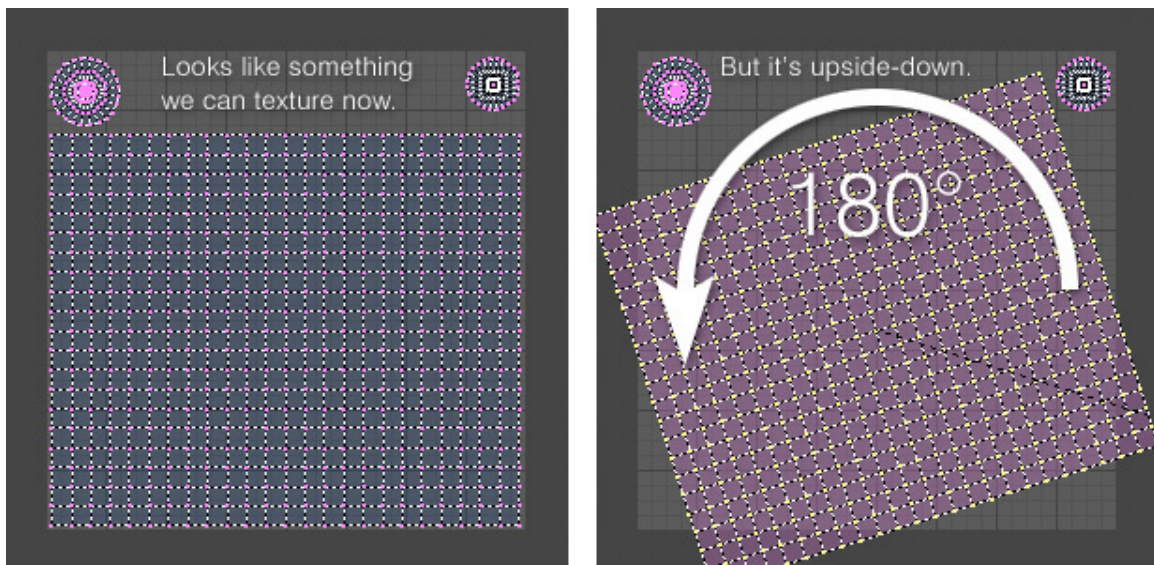 Looks like something
we can texture now.
But it's upside-down.
180°